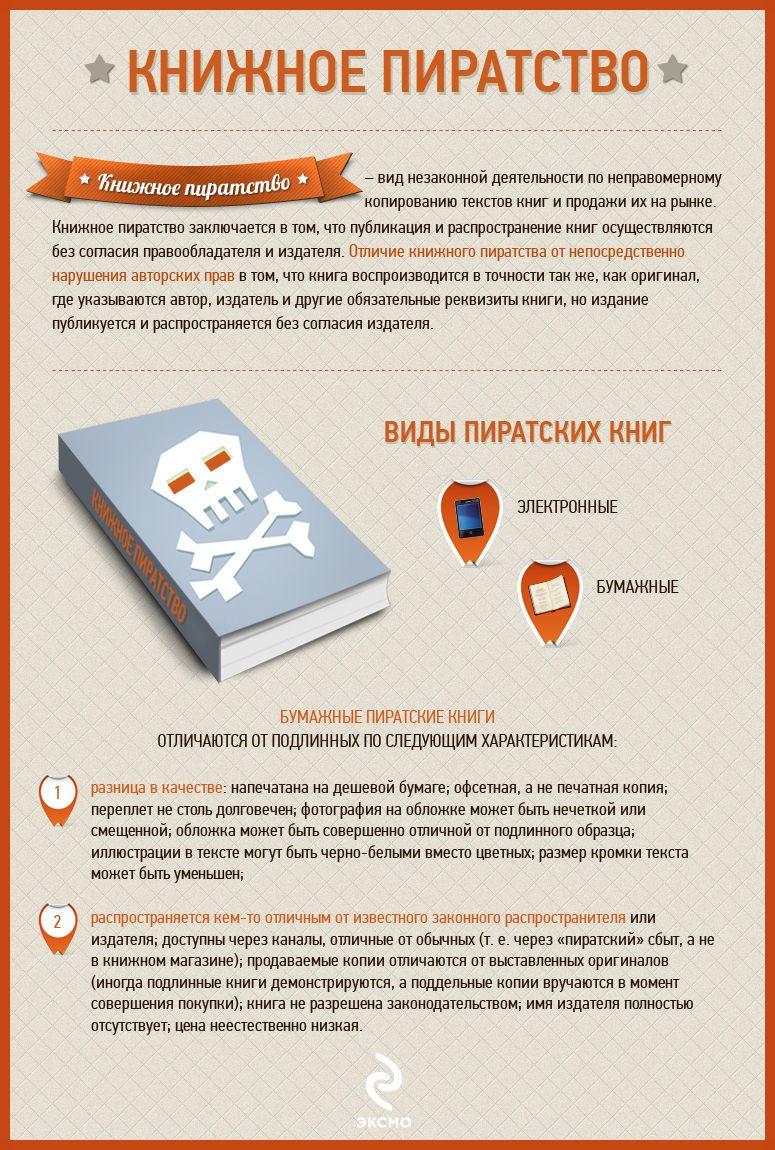 КНИЖНОЕ ПИРАТСТВО
Книжное пиратство
– вид незаконной деятельности по неправомерному
копированию текстов книг и продажи их на рынке.
Книжное пиратство заключается в том, что публикация и распространение книг осуществляются
без согласия правообладателя и издателя. Отличие книжного пиратства от непосредственно
нарушения авторских прав в том, что книга воспроизводится в точности так же, как оригинал,
где указываются автор, издатель и другие обязательные реквизиты книги, но издание
публикуется и распространяется без согласия издателя.
КНИЖНОЕ ПИРАТСТВО
ВИДЫ ПИРАТСКИХ КНИГ
ЭЛЕКТРОННЫЕ
БУМАЖНЫЕ
БУМАЖНЫЕ ПИРАТСКИЕ КНИГИ
ОТЛИЧАЮТСЯ ОТ ПОДЛИННЫХ ПО СЛЕДУЮЩИМ ХАРАКТЕРИСТИКАМ:
1
разница в качестве: напечатана на дешевой бумаге; офсетная, а не печатная копия;
переплет не столь долговечен; фотография на обложке может быть нечеткой или
смещенной; обложка может быть совершенно отличной от подлинного образца;
иллюстрации в тексте могут быть черно-белыми вместо цветных; размер кромки текста
может быть уменьшен;
2
распространяется кем-то отличным от известного законного распространителя или
издателя; доступны через каналы, отличные от обычных (т. е. через «пиратский» сбыт, а не
в книжном магазине); продаваемые копии отличаются от выставленных оригиналов
(иногда подлинные книги демонстрируются, а поддельные копии вручаются в момент
совершения покупки); книга не разрешена законодательством; имя издателя полностью
отсутствует; цена неестественно низкая.
ЭКСМО